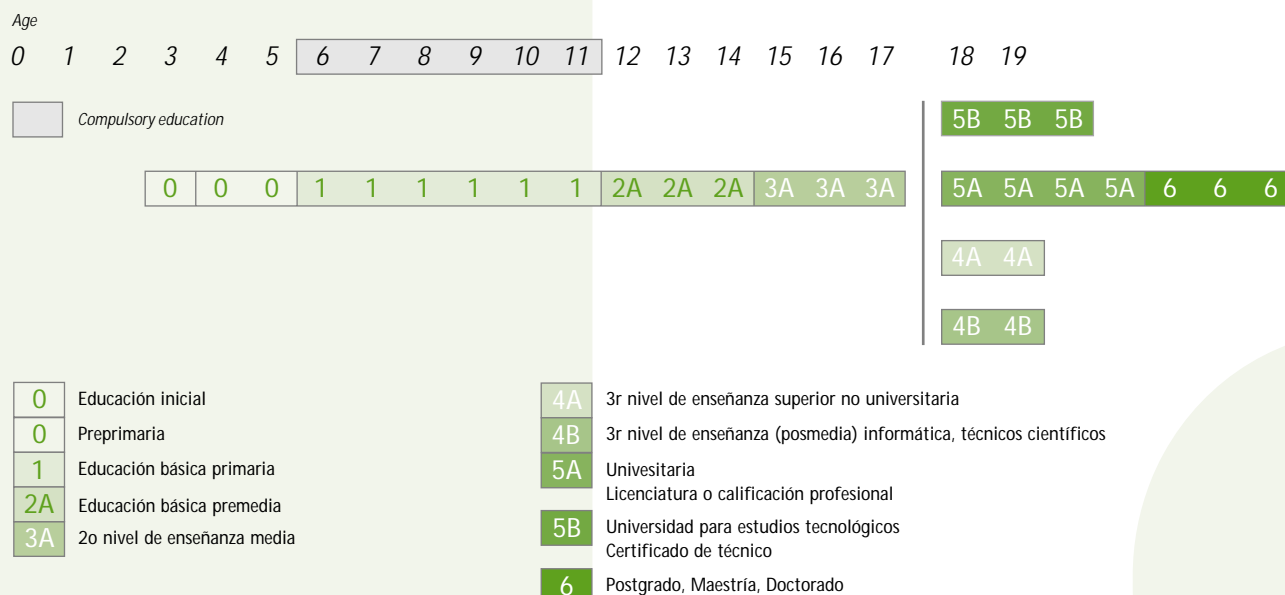 Age
0 1 2 3 4 5 6 7 8 9 10 11 12 13 14 15 16 17 18 19
Compulsory education
5B 5B 5B
0 0 0 1 1 1 1 1 1 2A 2A 2A 3A 3A 3A 5A 5A 5A 5A 6 6 6
4A 4A
4B 4B
0 Educación inicial
0 Preprimaria
1 Educación básica primaria
2A Educación básica premedia
3A 2o nivel de enseñanza media
4A 3r nivel de enseñanza superior no universitaria
4B 3r nivel de enseñanza (posmedia) informática, técnicos científicos
5A Univesitaria
Licenciatura o calificación profesional
5B Universidad para estudios tecnológicos
Certificado de técnico
6 Postgrado, Maestría, Doctorado